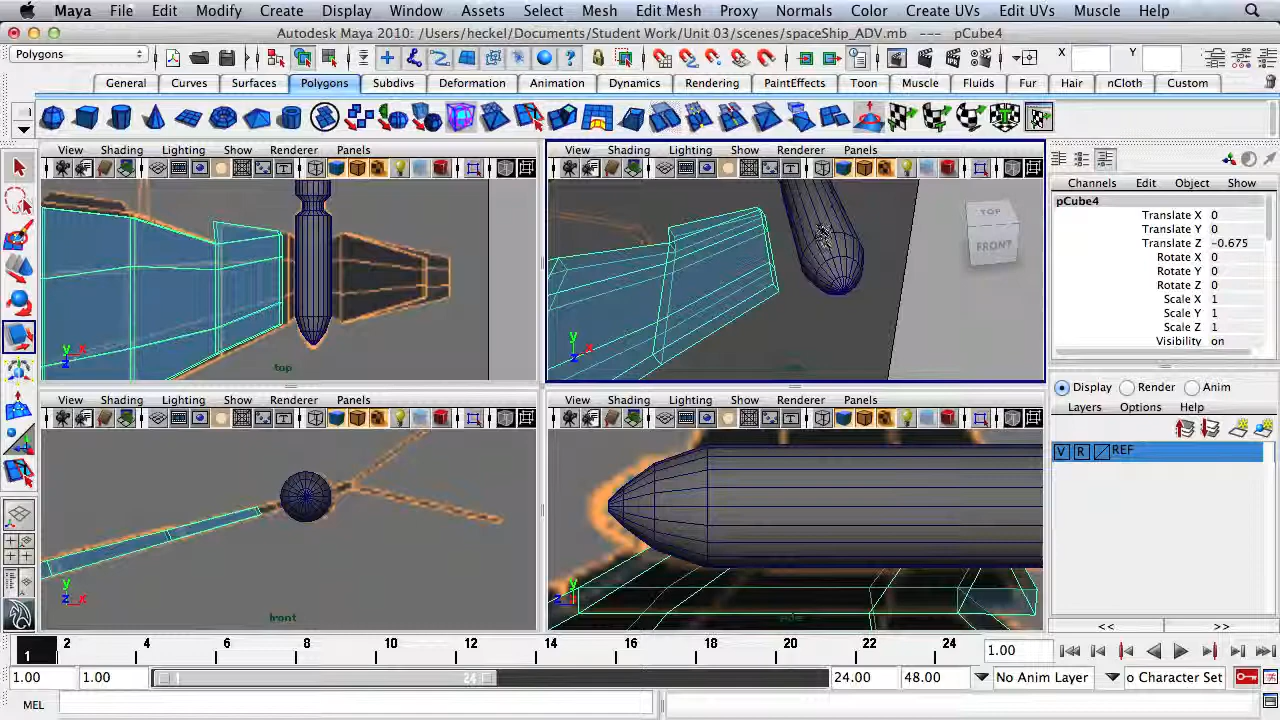 Maya File Edit Modify Create Display Window Assets Select Mesh Edit Mesh Proxy Normals Color Create UVs Edit UVs Muscle Help
Autodesk Maya 2010: /Users/heckel/Documents/Student Work/Unit 03/scenes/spaceShip_ADV.mb --- pCube4
Polygons X Y
General Curves Surfaces Polygons Subdivs Deformation Animation Dynamics Rendering PaintEffects Toon Muscle Fluids Fur Hair nCloth Custom
View Shading Lighting Show Renderer Panels
View Shading Lighting Show Renderer Panels
Channels Edit Object Show
pCube4
Translate X 0
Translate Y 0
Translate Z -0.675
Rotate X 0
Rotate Y 0
Rotate Z 0
Scale X 1
Scale Y 1
Scale Z 1
Visibility on
TOP
FRONT
y x
z
top
y
x
z
Display Render Anim
Layers Options Help
V R REF
View Shading Lighting Show Renderer Panels
View Shading Lighting Show Renderer Panels
y
z x
front
y
z
side
<< >>
1 2 4 6 8 10 12 14 16 18 20 22 24 1.00
1.00 1.00 1 24 24.00 48.00 No Anim Layer o Character Set
MEL